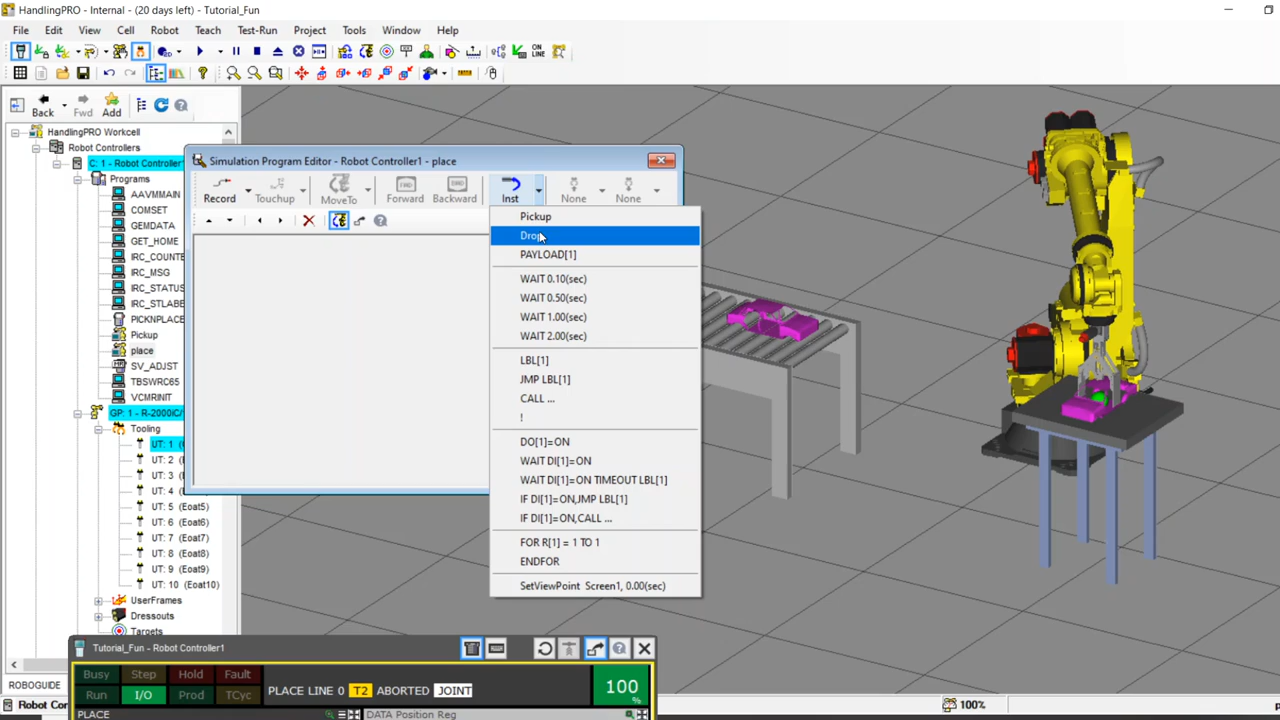 HandlingPRO - Internal - (20 days left) - Tutorial_Fun
File Edit View Cell Robot Teach Test-Run Project Tools Window Help
ON LINE
Back Fwd Add
HandlingPRO Workcell
Robot Controllers
C: 1 - Robot Controller
Programs
AAVMMAIN
COMSET
GEMDATA
GET_HOME
IRC_COUNTE
IRC_MSG
IRC_STATUS
IRC_STLABE
PICKNPLACE
Pickup
place
SV_ADJST
TBSWRC65
VCMRINIT
GP: 1 - R-2000iC/
Tooling
UT: 1 (
UT: 2 (E
UT: 3 (E
UT: 4 (E
UT: 5 (Eoat5)
UT: 6 (Eoat6)
UT: 7 (Eoat7)
UT: 8 (Eoat8)
UT: 9 (Eoat9)
UT: 10 (Eoat10)
UserFrames
Dressouts
Targets
ROBOGUIDE
Robot Con
Simulation Program Editor - Robot Controller1 - place
Record Touchup MoveTo Forward Backward Inst None None
Pickup
Drop
PAYLOAD[1]
WAIT 0.10(sec)
WAIT 0.50(sec)
WAIT 1.00(sec)
WAIT 2.00(sec)
LBL[1]
JMP LBL[1]
CALL ...
!
DO[1]=ON
WAIT DI[1]=ON
WAIT DI[1]=ON TIMEOUT LBL[1]
IF DI[1]=ON,JMP LBL[1]
IF DI[1]=ON,CALL ...
FOR R[1] = 1 TO 1
ENDFOR
SetViewPoint Screen1, 0.00(sec)
Tutorial_Fun - Robot Controller1
Busy Step Hold Fault
Run I/O Prod TCyc
PLACE LINE 0 T2 ABORTED JOINT
100 %
PLACE
DATA Position Reg
100%